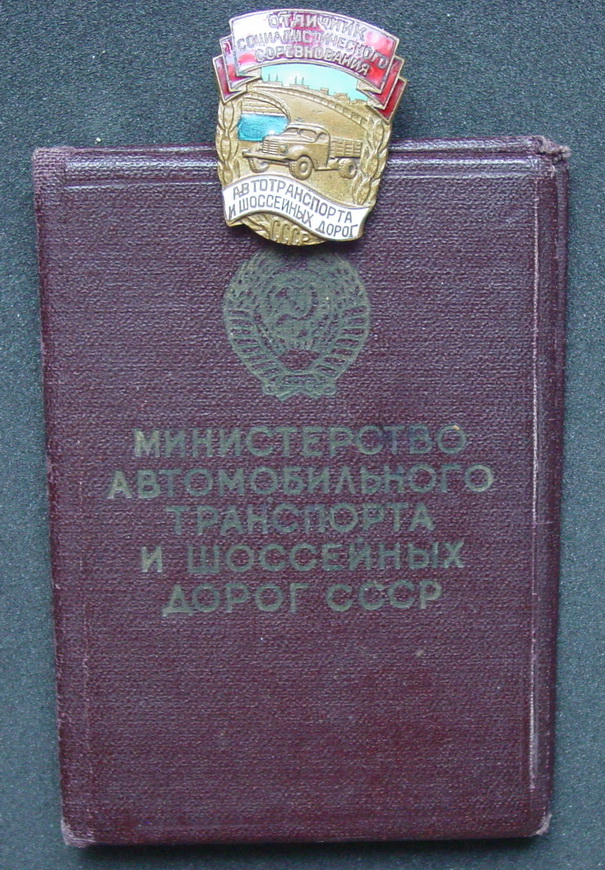 ОТЛИЧНИК
СОЦИАЛИСТИЧЕСКОГО
СОРЕВНОВАНИЯ
АВТОТРАНСПОРТА
И ШОССЕЙНЫХ ДОРОГ
СССР
МИНИСТЕРСТВО
АВТОМОБИЛЬНОГО
ТРАНСПОРТА
И ШОССЕЙНЫХ
ДОРОГ СССР